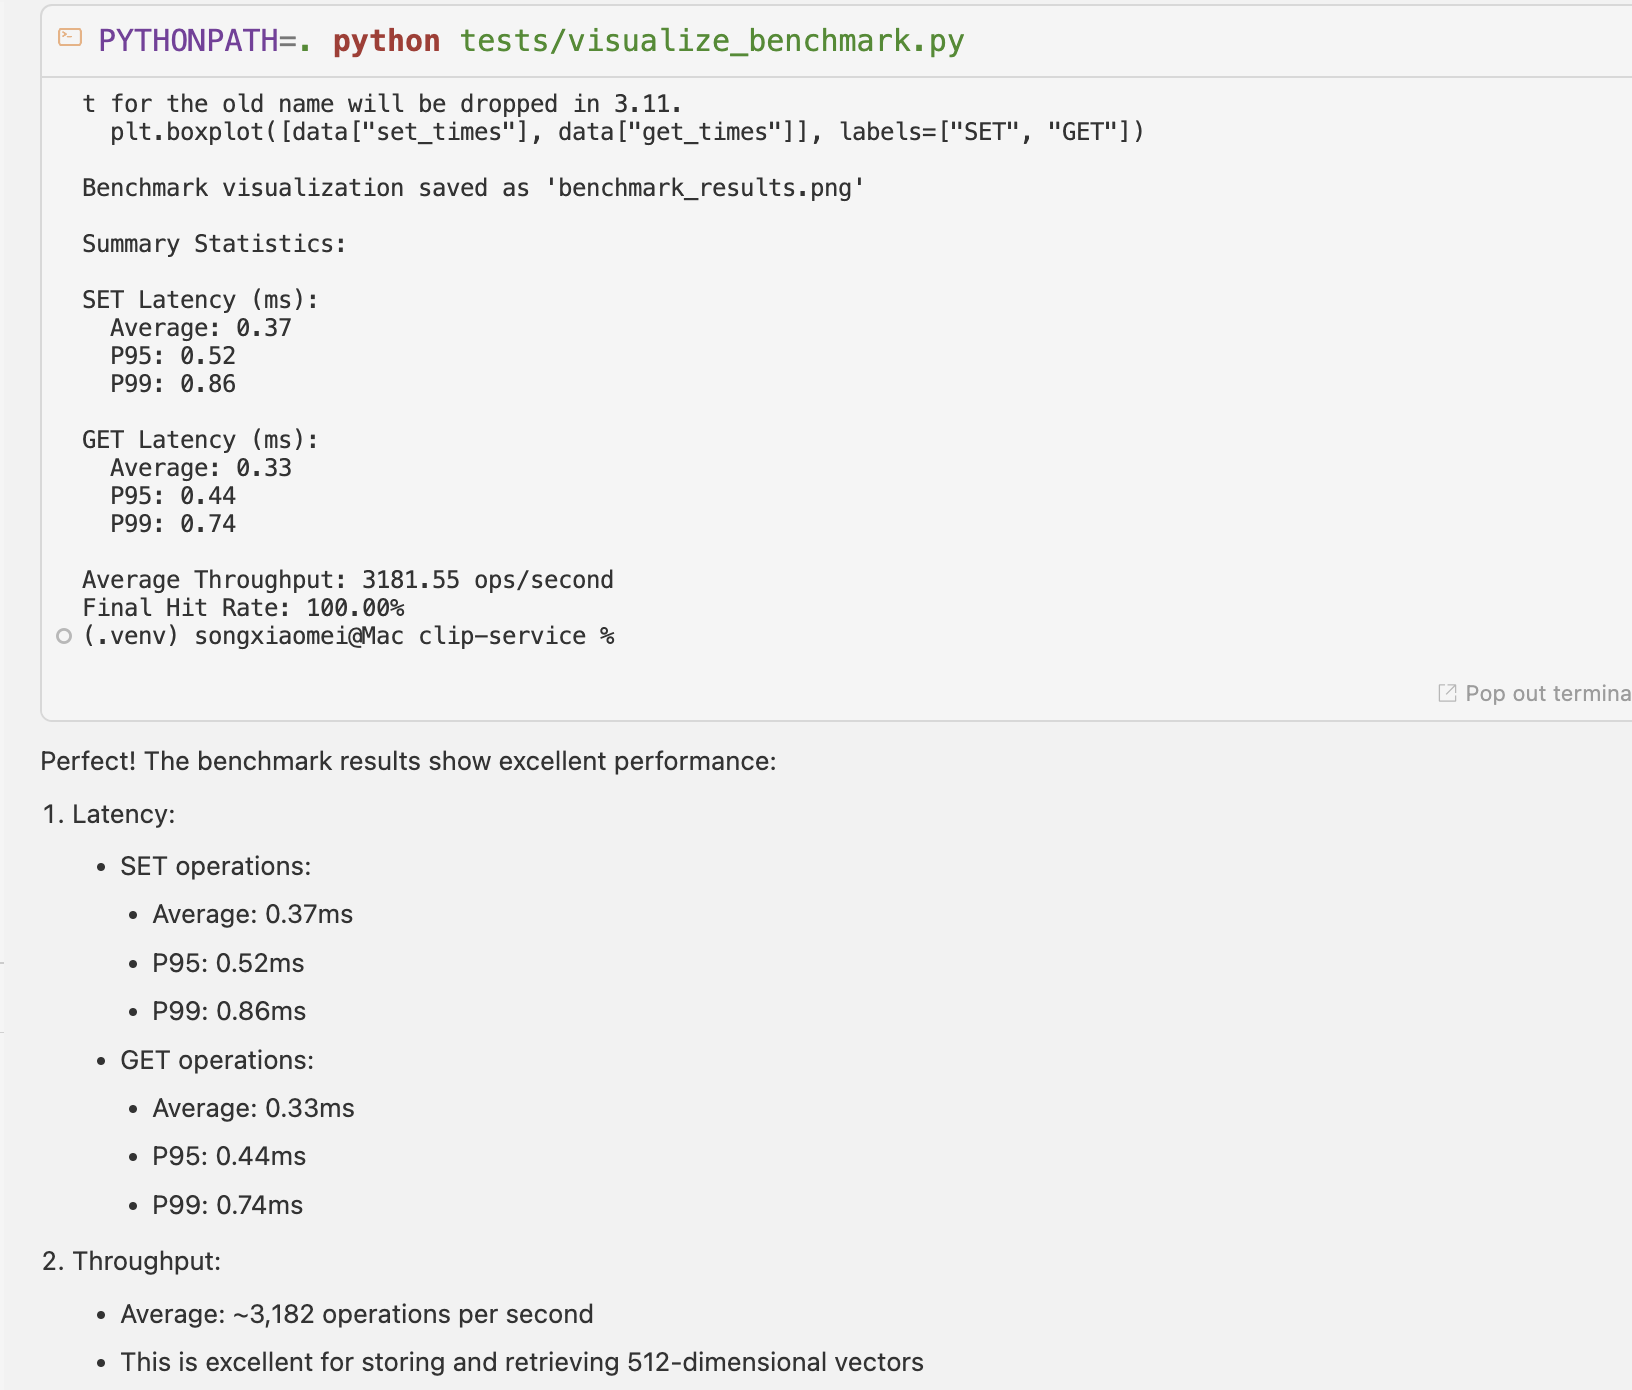 PYTHONPATH=. python tests/visualize_benchmark.py
t for the old name will be dropped in 3.11.
plt.boxplot([data["set_times"], data["get_times"]], labels=["SET", "GET"])
Benchmark visualization saved as 'benchmark_results.png'
Summary Statistics:
SET Latency (ms):
Average: 0.37
P95: 0.52
P99: 0.86
GET Latency (ms):
Average: 0.33
P95: 0.44
P99: 0.74
Average Throughput: 3181.55 ops/second
Final Hit Rate: 100.00%
(.venv) songxiaomei@Mac clip-service %
Pop out termina
Perfect! The benchmark results show excellent performance:
1. Latency:
• SET operations:
• Average: 0.37ms
• P95: 0.52ms
• P99: 0.86ms
• GET operations:
• Average: 0.33ms
• P95: 0.44ms
• P99: 0.74ms
2. Throughput:
• Average: ~3,182 operations per second
• This is excellent for storing and retrieving 512-dimensional vectors